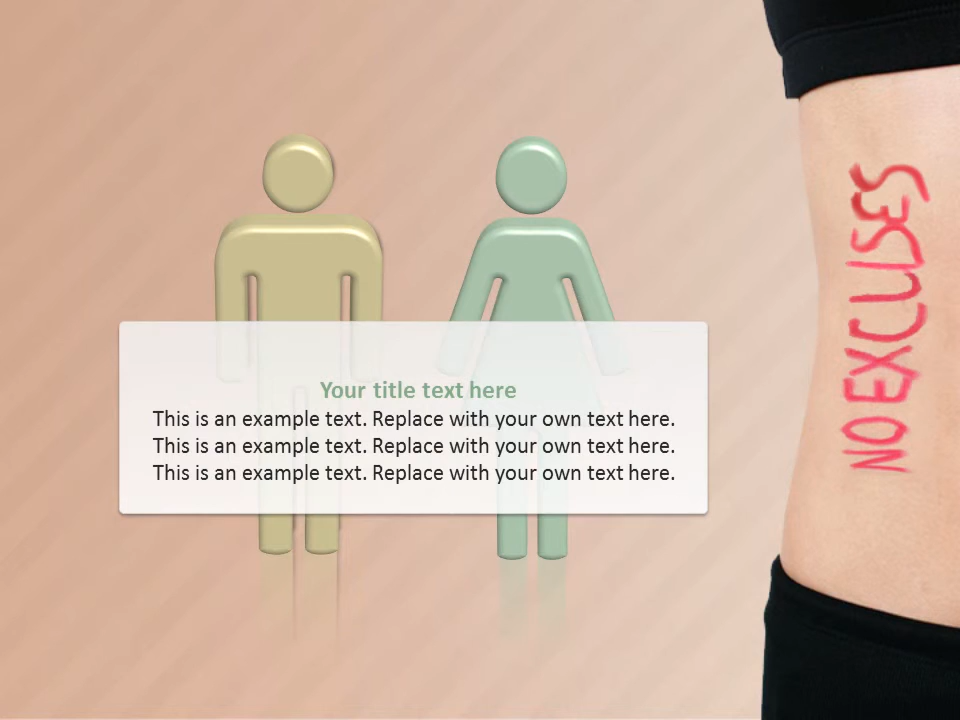 Your title text here
This is an example text. Replace with your own text here.
This is an example text. Replace with your own text here.
This is an example text. Replace with your own text here.
NO EXCUSES